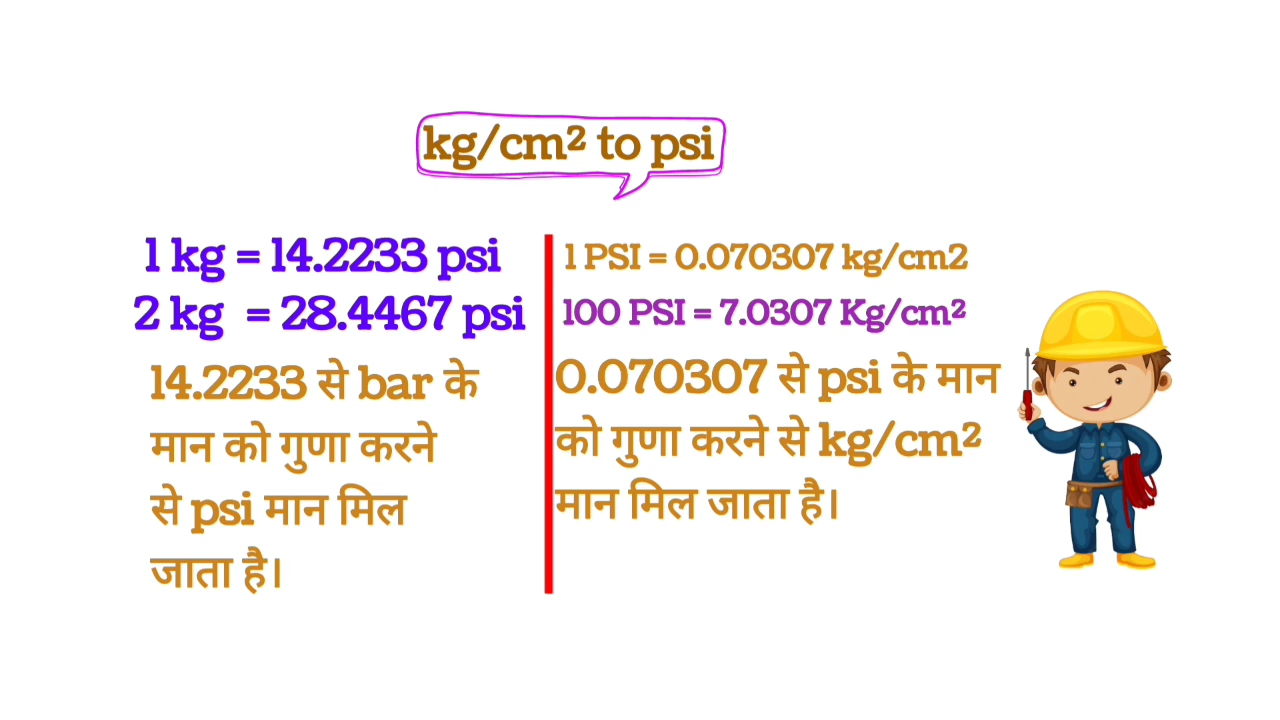 kg/cm² to psi
1 kg = 14.2233 psi
2 kg = 28.4467 psi
14.2233 से bar के
मान को गुणा करने
से psi मान मिल
जाता है।
1 PSI = 0.070307 kg/cm2
100 PSI = 7.0307 Kg/cm²
0.070307 से psi के मान
को गुणा करने से kg/cm²
मान मिल जाता है।